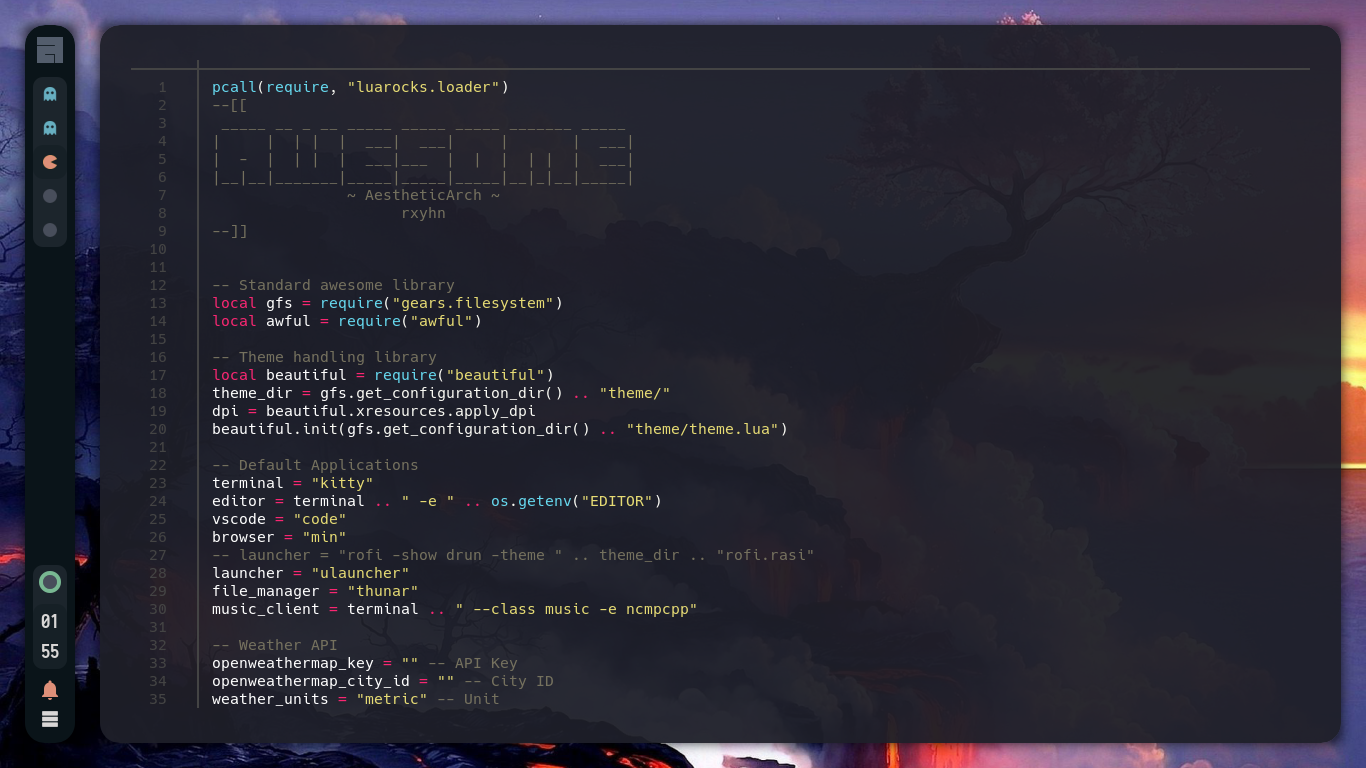 1 pcall(require, "luarocks.loader")
2 --[[
3  _____ __ _ __ _____ _____ _____ _______ _____
4 |     |  | |  |   ___|  ___|     |       |  ___|
5 |  -  |  | |  |   ___|___  |  |  |  | |  |  ___|
6 |__|__|_______|_____|_____|_____|__|_|__|_____|
7                ~ AestheticArch ~
8                      rxyhn
9 --]]
10
11
12 -- Standard awesome library
13 local gfs = require("gears.filesystem")
14 local awful = require("awful")
15
16 -- Theme handling library
17 local beautiful = require("beautiful")
18 theme_dir = gfs.get_configuration_dir() .. "theme/"
19 dpi = beautiful.xresources.apply_dpi
20 beautiful.init(gfs.get_configuration_dir() .. "theme/theme.lua")
21
22 -- Default Applications
23 terminal = "kitty"
24 editor = terminal .. " -e " .. os.getenv("EDITOR")
25 vscode = "code"
26 browser = "min"
27 -- launcher = "rofi -show drun -theme " .. theme_dir .. "rofi.rasi"
28 launcher = "ulauncher"
29 file_manager = "thunar"
30 music_client = terminal .. " --class music -e ncmpcpp"
31
32 -- Weather API
33 openweathermap_key = "" -- API Key
34 openweathermap_city_id = "" -- City ID
35 weather_units = "metric" -- Unit
01
55